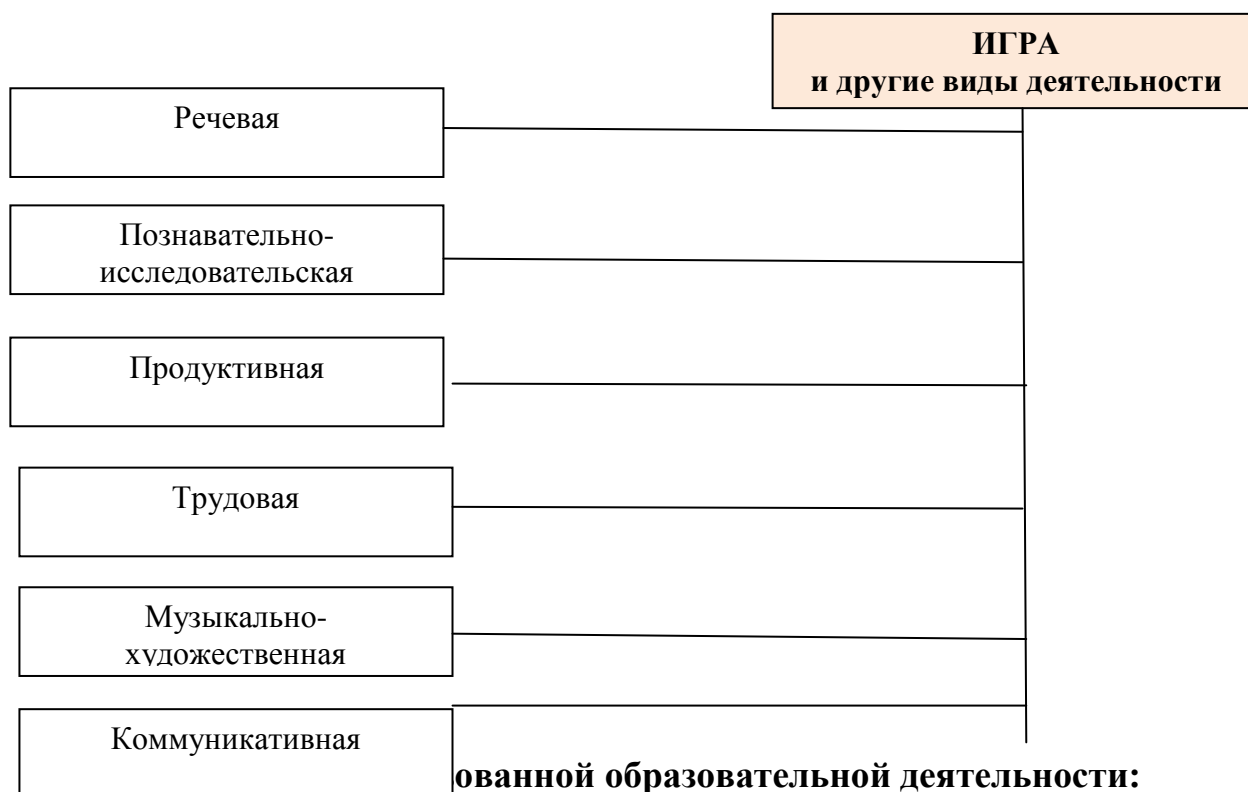 ИГРА
и другие виды деятельности
Речевая
Познавательно-
исследовательская
Продуктивная
Трудовая
Музыкально-
художественная
Коммуникативная
ованной образовательной деятельности: